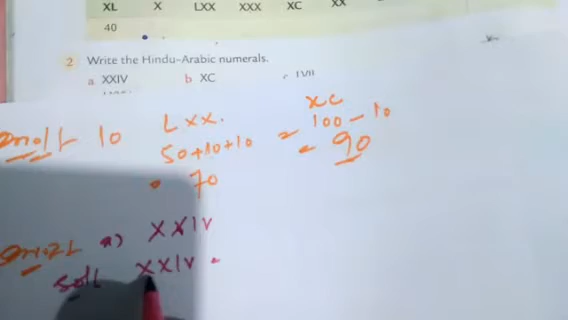 XL X LXX XXX XC XX
40
2 Write the Hindu-Arabic numerals.
a XXIV b XC c LVII
10 LXX. XC
50+10+10 = 100-10
= 70 = 90
a) XXIV
XXIV =